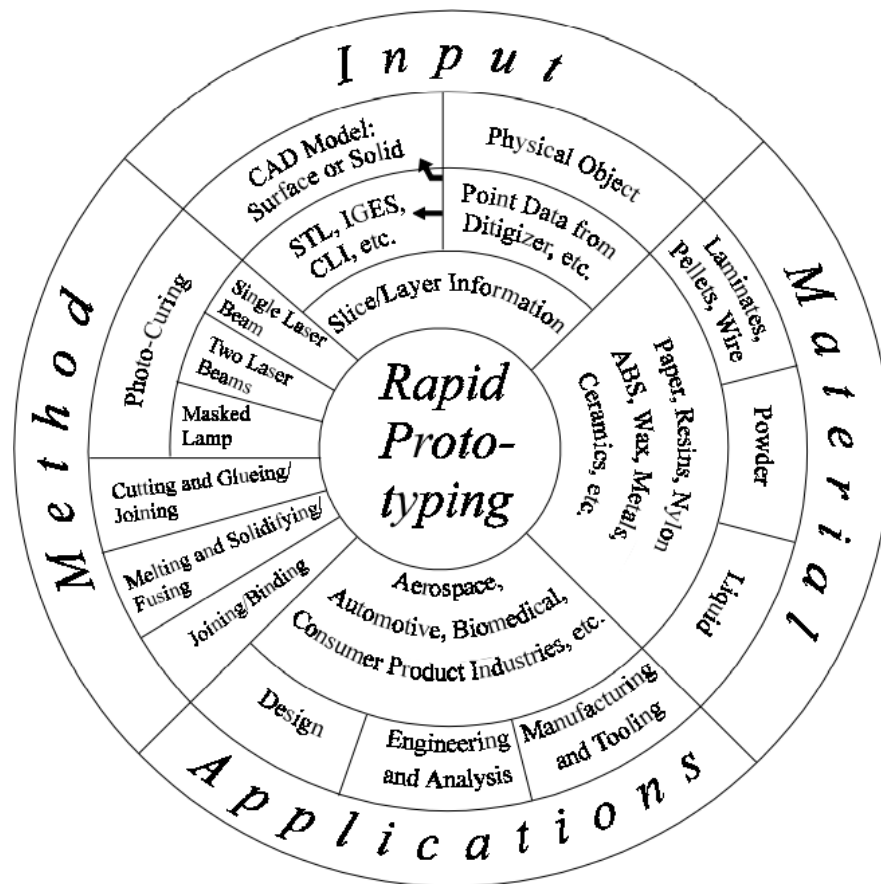 Input
CAD Model:
Surface or Solid
Physical Object
STL, IGES,
CLI, etc.
Point Data from
Ditigizer, etc.
Slice/Layer Information
Method
Photo-Curing
Single Laser
Beam
Two Laser
Beams
Masked
Lamp
Cutting and Glueing/
Joining
Melting and Solidifying/
Fusing
Joining/Binding
Rapid
Proto-
typing
Material
Laminates,
Pellets, Wire
Powder
Liquid
Paper, Resins, Nylon
ABS, Wax, Metals,
Ceramics, etc.
Aerospace,
Automotive, Biomedical,
Consumer Product Industries, etc.
Design
Engineering
and Analysis
Manufacturing
and Tooling
Applications